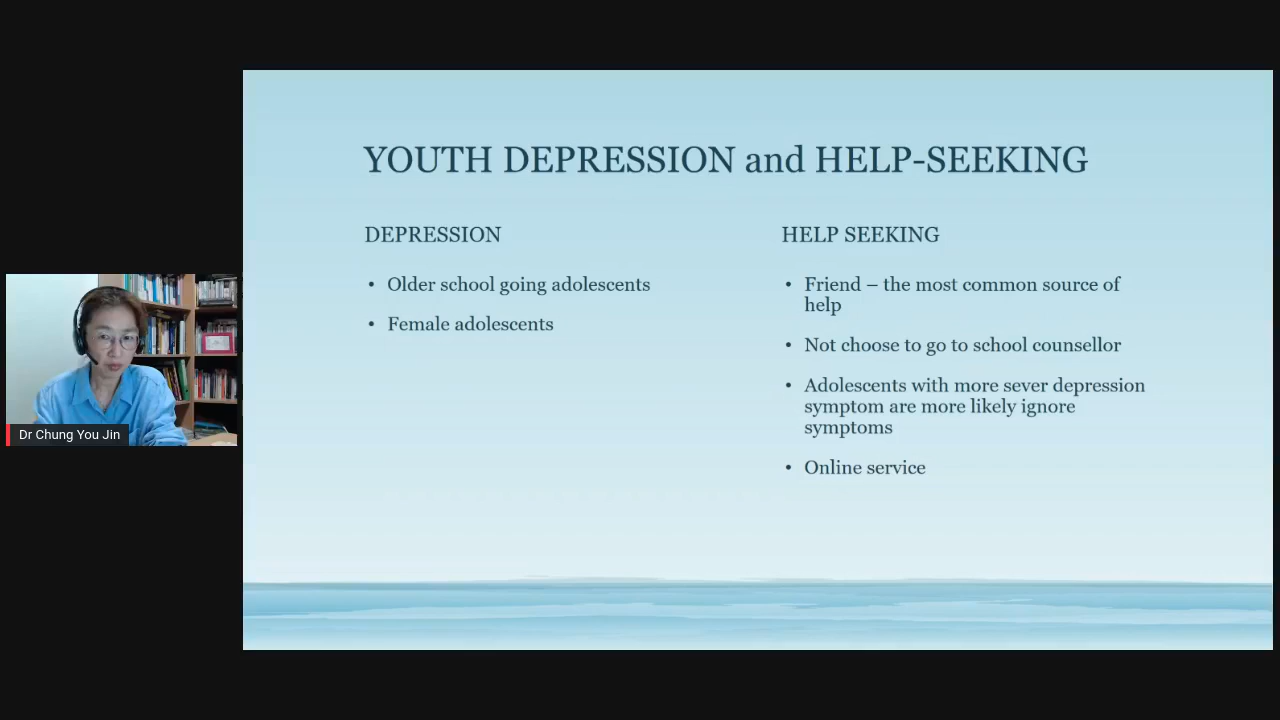 YOUTH DEPRESSION and HELP-SEEKING
DEPRESSION
• Older school going adolescents
• Female adolescents
HELP SEEKING
• Friend – the most common source of
help
• Not choose to go to school counsellor
• Adolescents with more sever depression
symptom are more likely ignore
symptoms
• Online service
Dr Chung You Jin